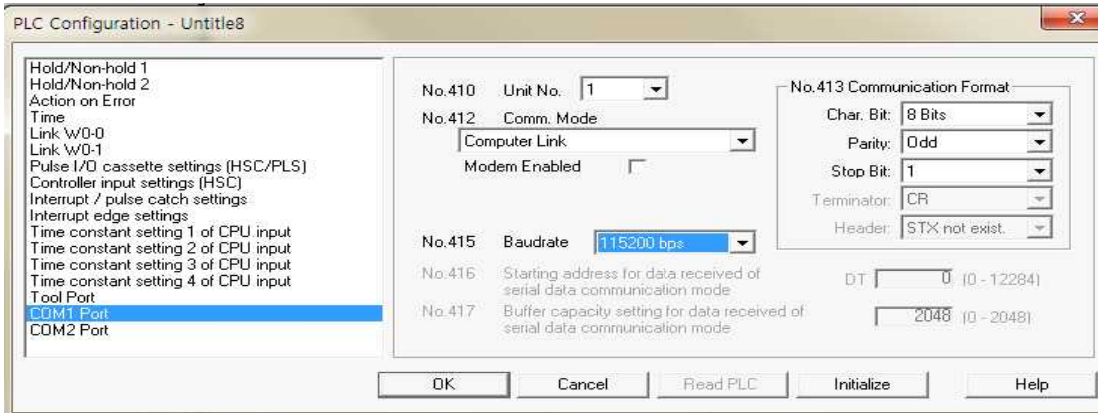 PLC Configuration - Untitle8
Hold/Non-hold 1
Hold/Non-hold 2
Action on Error
Time
Link W0-0
Link W0-1
Pulse I/O cassette settings (HSC/PLS)
Controller input settings (HSC)
Interrupt / pulse catch settings
Interrupt edge settings
Time constant setting 1 of CPU input
Time constant setting 2 of CPU input
Time constant setting 3 of CPU input
Time constant setting 4 of CPU input
Tool Port
COM1 Port
COM2 Port
No.410 Unit No. 1
No.412 Comm. Mode
Computer Link
Modem Enabled
No.415 Baudrate 115200 bps
No.416 Starting address for data received of
serial data communication mode
DT 0 (0 - 12284)
No.417 Buffer capacity setting for data received of
serial data communication mode
2048 (0 - 2048)
No.413 Communication Format
Char. Bit: 8 Bits
Parity: Odd
Stop Bit: 1
Terminator: CR
Header: STX not exist.
OK Cancel Read PLC Initialize Help